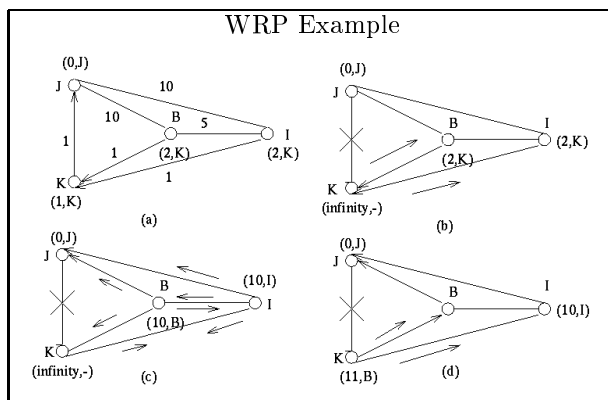 WRP Example
(0,J)
J
10
10
B
5
I
1
1
(2,K)
(2,K)
K
1
(1,K)
(a)
(0,J)
J
B
I
(2,K)
(2,K)
K
(infinity,-)
(b)
(0,J)
J
(10,I)
B
I
(10,B)
K
(infinity,-)
(c)
(0,J)
J
I
B
(10,I)
K
(11,B)
(d)